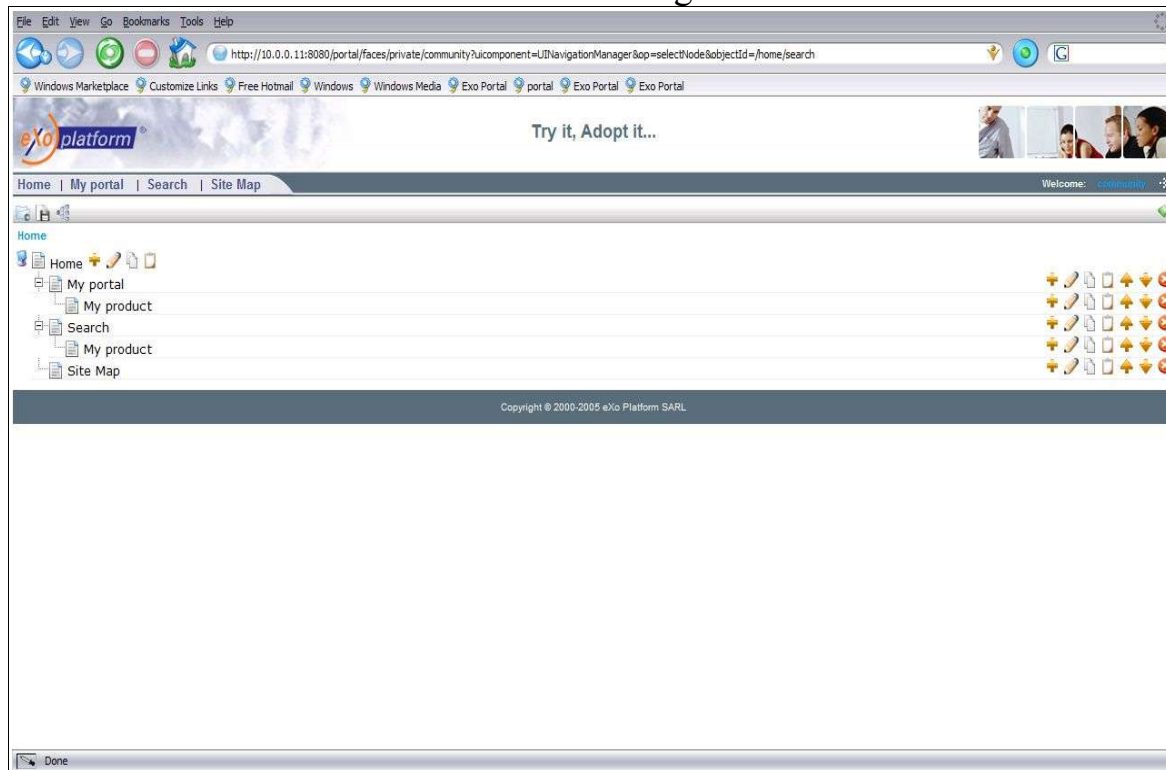 File Edit View Go Bookmarks Tools Help
http://10.0.0.11:8080/portal/faces/private/community?uicomponent=UINavigationManager&op=selectNode&objectId=/home/search
G
Windows Marketplace Customize Links Free Hotmail Windows Windows Media Exo Portal portal Exo Portal Exo Portal
eXo platform ®
Try it, Adopt it...
Home | My portal | Search | Site Map
Welcome: community
Home
Home
My portal
My product
Search
My product
Site Map
Copyright © 2000-2005 eXo Platform SARL
Done